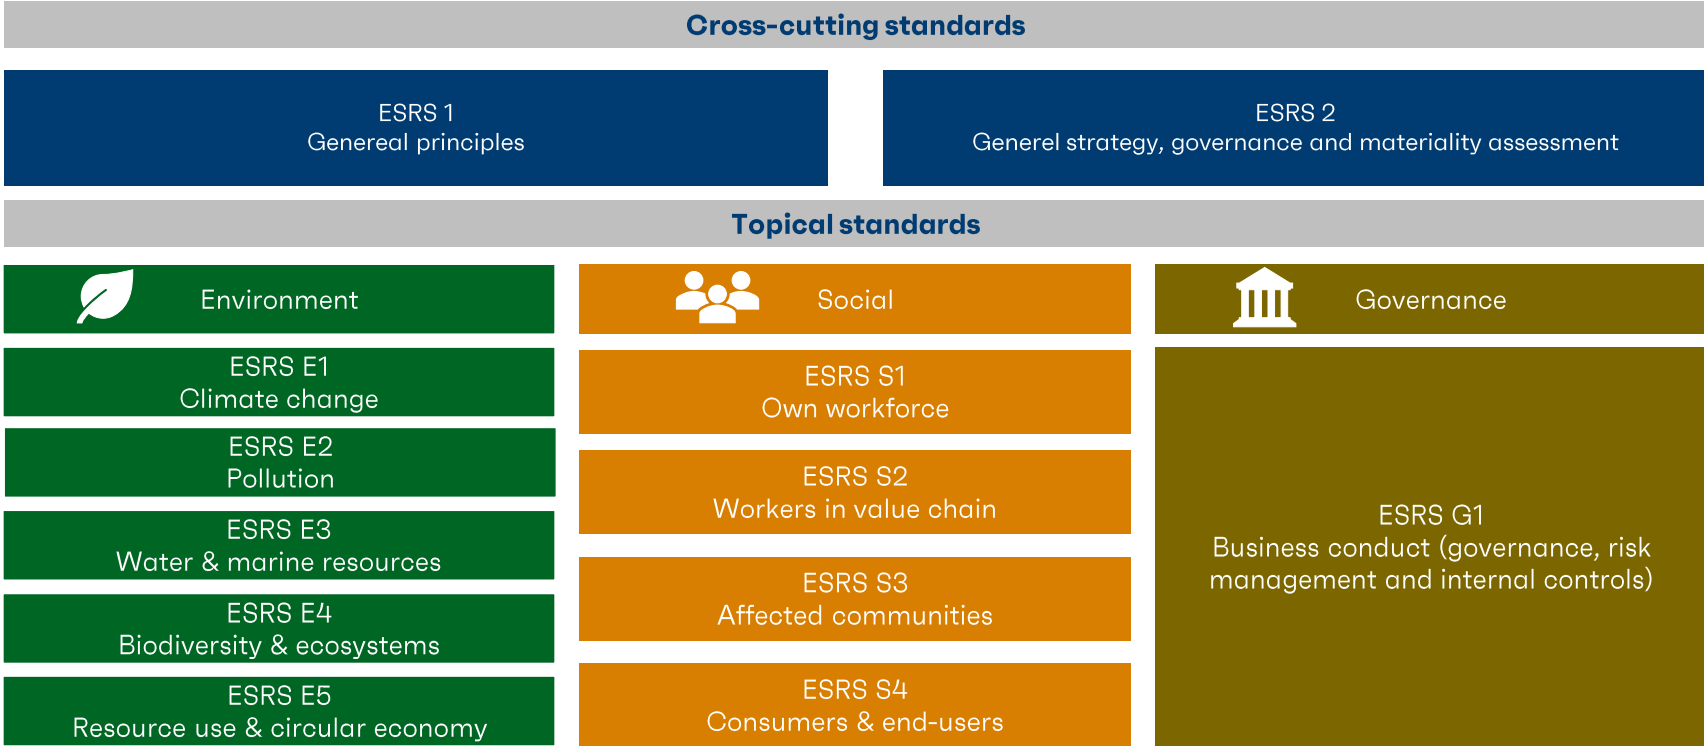 Cross-cutting standards
ESRS 1
Genereal principles
ESRS 2
Generel strategy, governance and materiality assessment
Topical standards
Environment
ESRS E1
Climate change
ESRS E2
Pollution
ESRS E3
Water & marine resources
ESRS E4
Biodiversity & ecosystems
ESRS E5
Resource use & circular economy
Social
ESRS S1
Own workforce
ESRS S2
Workers in value chain
ESRS S3
Affected communities
ESRS S4
Consumers & end-users
Governance
ESRS G1
Business conduct (governance, risk
management and internal controls)